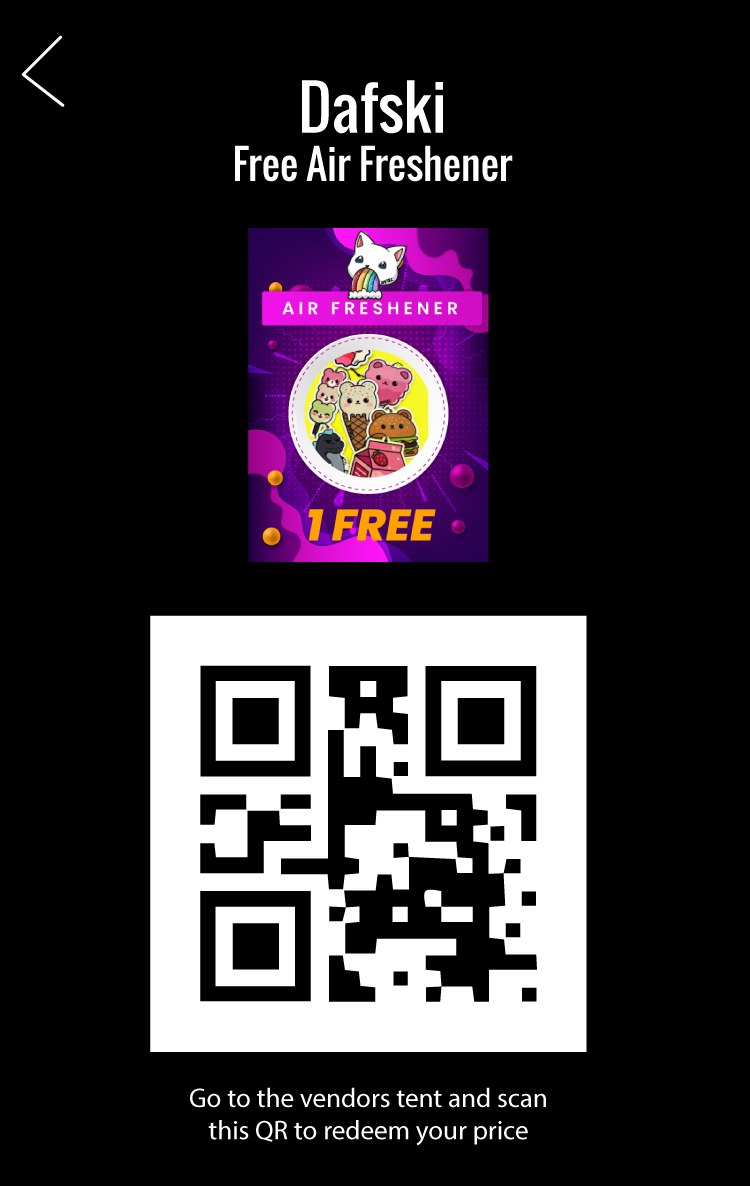 Dafski
Free Air Freshener
AIR FRESHENER
1 FREE
Go to the vendors tent and scan
this QR to redeem your price